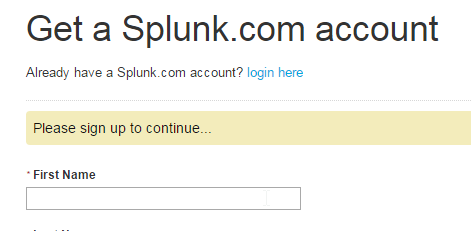 Get a Splunk.com account
Already have a Splunk.com account? login here
Please sign up to continue...
* First Name